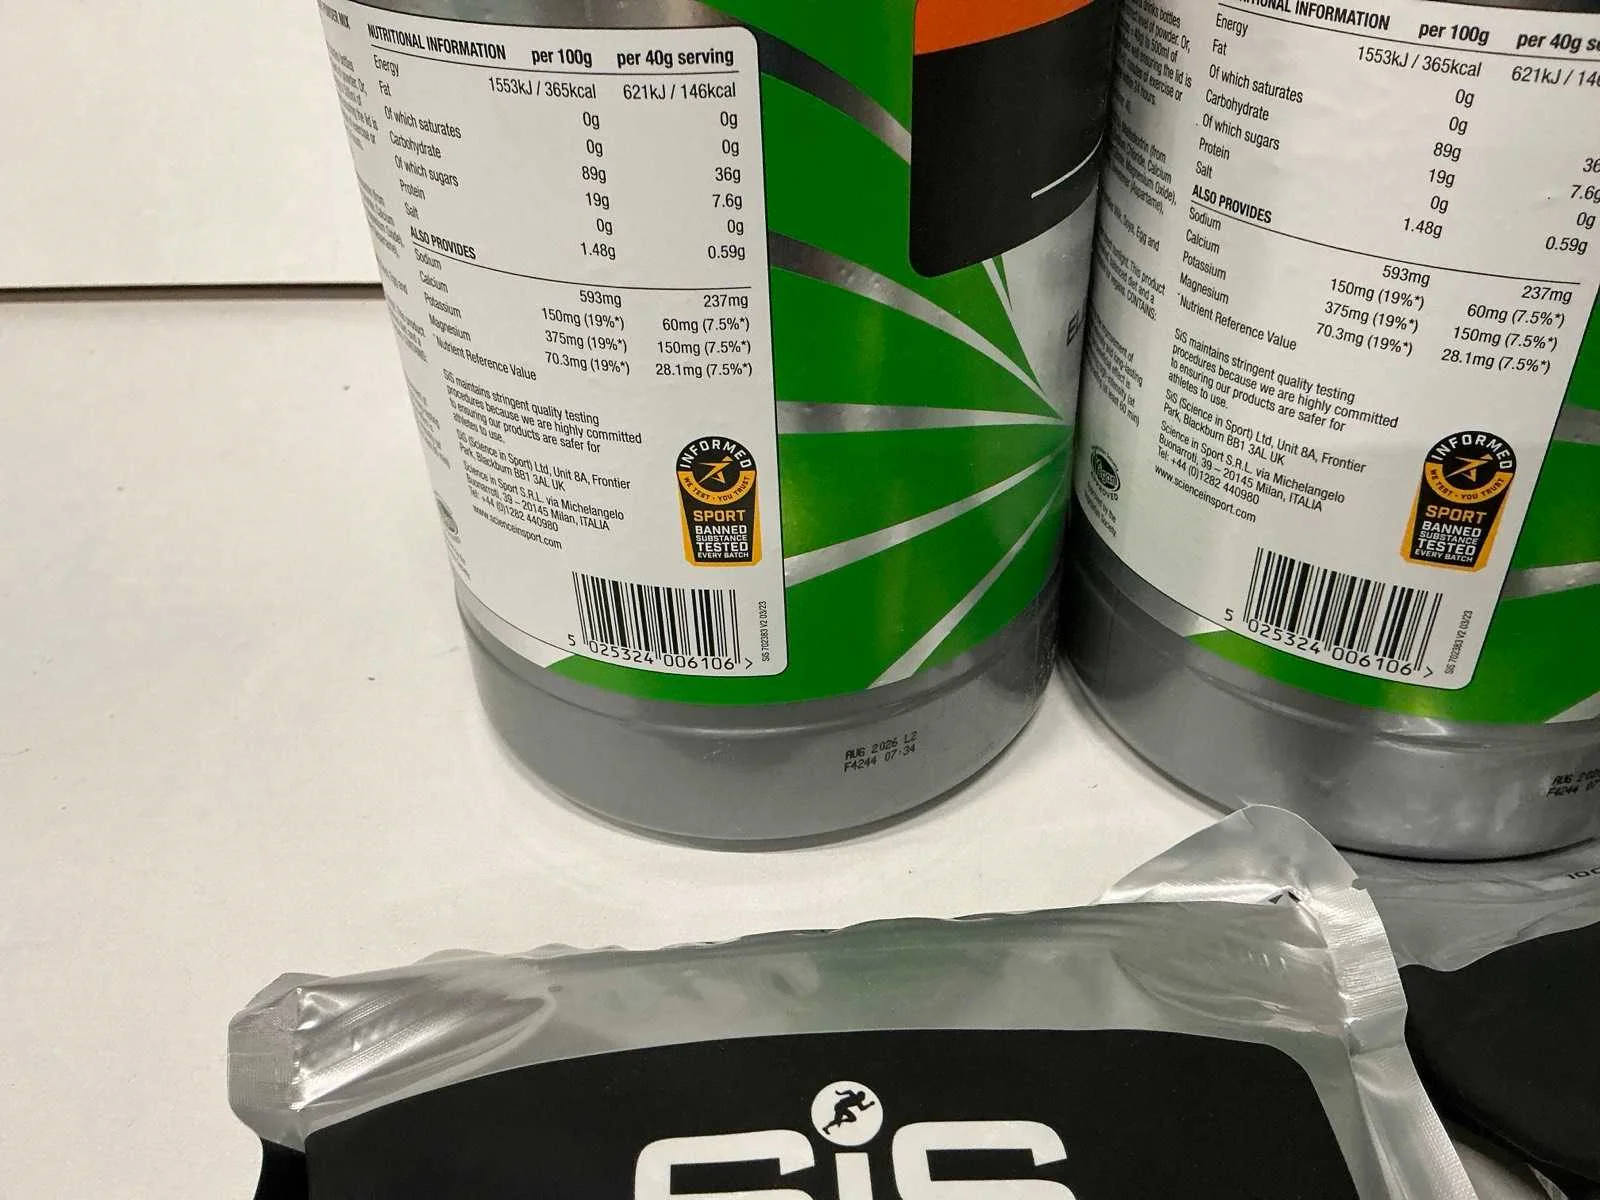 NUTRITIONAL INFORMATION per 100g per 40g serving
Energy 1553kJ / 365kcal 621kJ / 146kcal
Fat 0g 0g
Of which saturates 0g 0g
Carbohydrate 89g 36g
Of which sugars 19g 7.6g
Protein 0g 0g
Salt 1.48g 0.59g
ALSO PROVIDES
Sodium 593mg 237mg
Calcium 150mg (19%*) 60mg (7.5%*)
Potassium 375mg (19%*) 150mg (7.5%*)
Magnesium 70.3mg (19%*) 28.1mg (7.5%*)
*Nutrient Reference Value
SiS maintains stringent quality testing
procedures because we are highly committed
to ensuring our products are safer for
athletes to use.
SiS (Science in Sport) Ltd, Unit 8A, Frontier
Park, Blackburn BB1 3AL UK
Science in Sport S.R.L. via Michelangelo
Buonarroti, 39 – 20145 Milan, ITALIA
Tel: +44 (0)1282 440980
www.scienceinsport.com
INFORMED
WE TEST · YOU TRUST
SPORT
BANNED
SUBSTANCE
TESTED
EVERY BATCH
5 025324 006106 >
SIS 702383 V2 03/23
AUG 2026 L2
F4244 07:34
NUTRITIONAL INFORMATION per 100g per 40g
Energy 1553kJ / 365kcal 621kJ
Fat 0g
Of which saturates 0g
Carbohydrate 89g
Of which sugars 19g 7.6g
Protein 0g 0g
Salt 1.48g 0.59g
ALSO PROVIDES
Sodium 593mg 237mg
Calcium 150mg (19%*) 60mg (7.5%*)
Potassium 375mg (19%*) 150mg (7.5%*)
Magnesium 70.3mg (19%*) 28.1mg (7.5%*)
*Nutrient Reference Value
SiS maintains stringent quality testing
procedures because we are highly committed
to ensuring our products are safer for
athletes to use.
SiS (Science in Sport) Ltd, Unit 8A, Frontier
Park, Blackburn BB1 3AL UK
Science in Sport S.R.L. via Michelangelo
Buonarroti, 39 – 20145 Milan, ITALIA
Tel: +44 (0)1282 440980
www.scienceinsport.com
INFORMED
WE TEST · YOU TRUST
SPORT
BANNED
SUBSTANCE
TESTED
EVERY BATCH
5 025324 006106 >
SIS 702383 V2 03/23
AUG
F4244
SiS